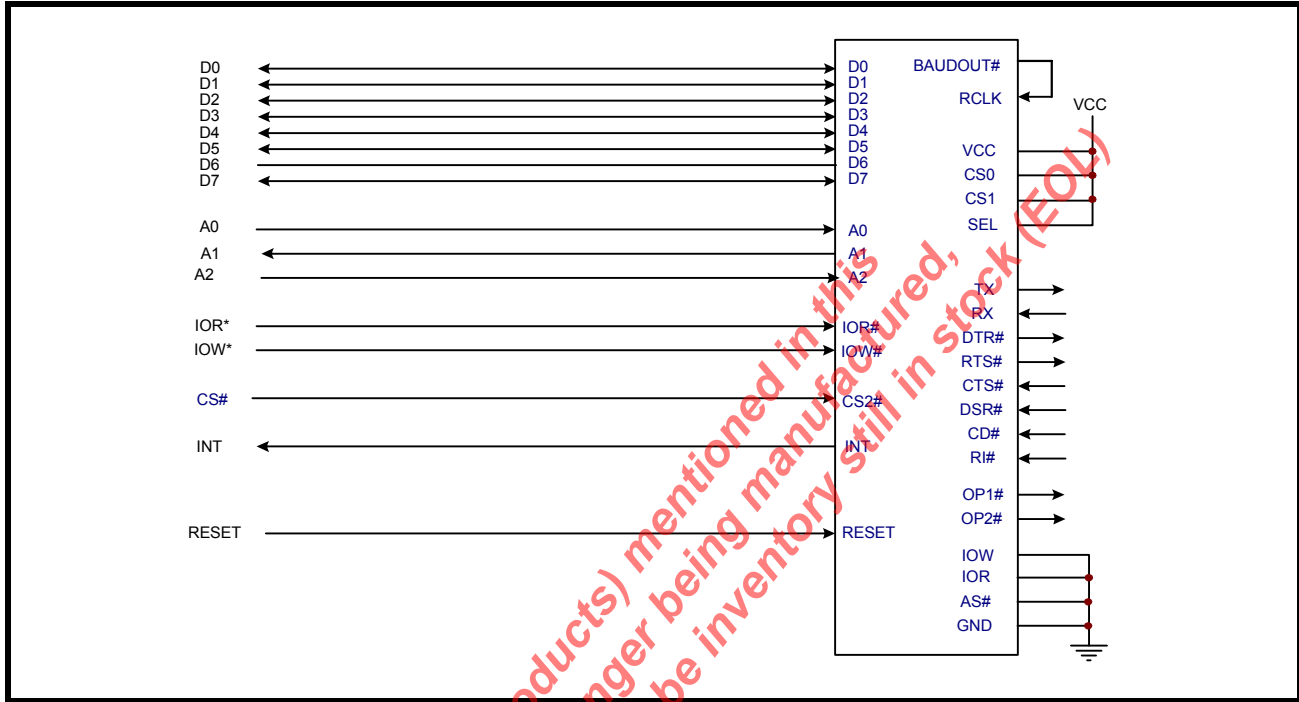 D0
D1
D2
D3
D4
D5
D6
D7
A0
A1
A2
IOR*
IOW*
CS#
INT
RESET
D0
D1
D2
D3
D4
D5
D6
D7
A0
A1
A2
IOR#
IOW#
CS2#
INT
RESET
BAUDOUT#
RCLK
VCC
CS0
CS1
SEL
TX
RX
DTR#
RTS#
CTS#
DSR#
CD#
RI#
OP1#
OP2#
IOW
IOR
AS#
GND
VCC
oducts) mentioned in this
nger being manufactured,
be inventory still in stock (EOL)